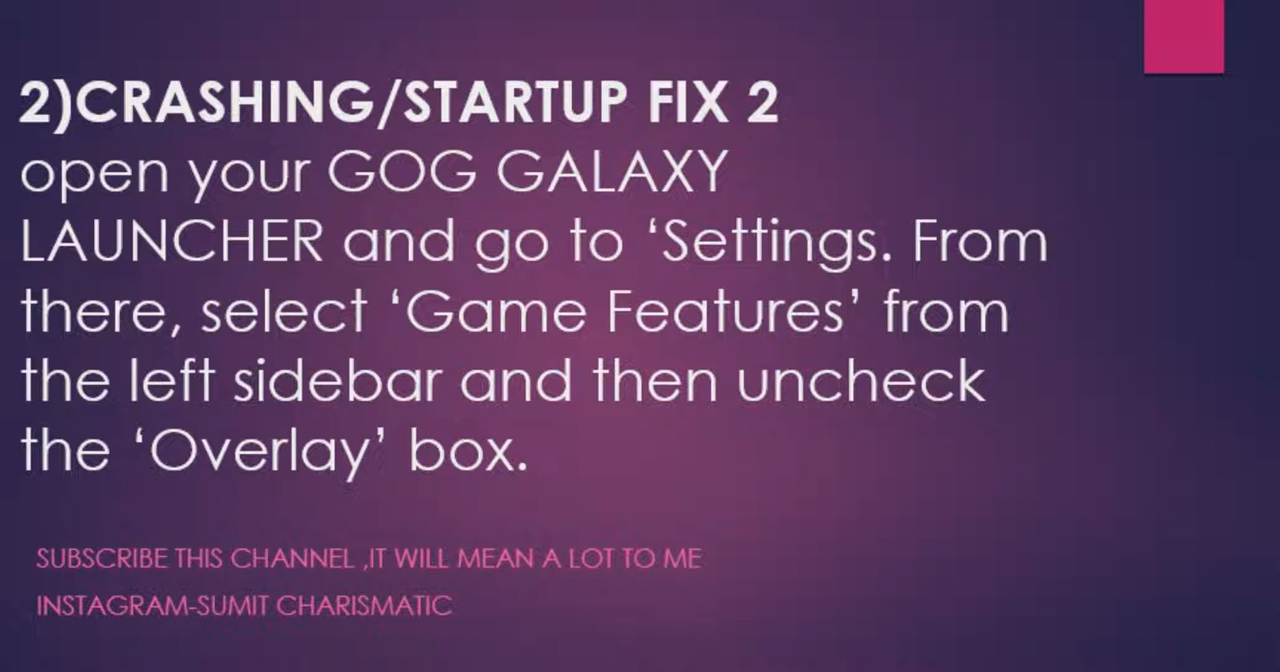 2)CRASHING/STARTUP FIX 2
open your GOG GALAXY
LAUNCHER and go to ‘Settings. From
there, select ‘Game Features’ from
the left sidebar and then uncheck
the ‘Overlay’ box.
SUBSCRIBE THIS CHANNEL ,IT WILL MEAN A LOT TO ME
INSTAGRAM-SUMIT CHARISMATIC